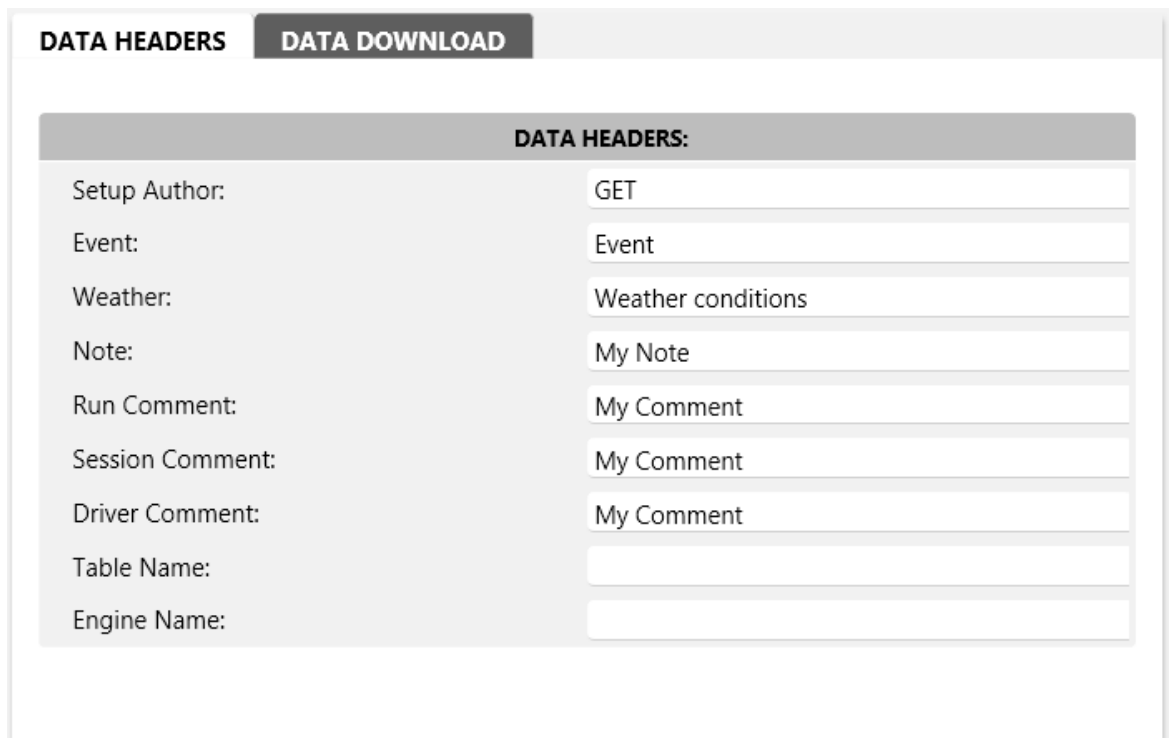 DATA HEADERS DATA DOWNLOAD
DATA HEADERS:
Setup Author: GET
Event: Event
Weather: Weather conditions
Note: My Note
Run Comment: My Comment
Session Comment: My Comment
Driver Comment: My Comment
Table Name:
Engine Name: